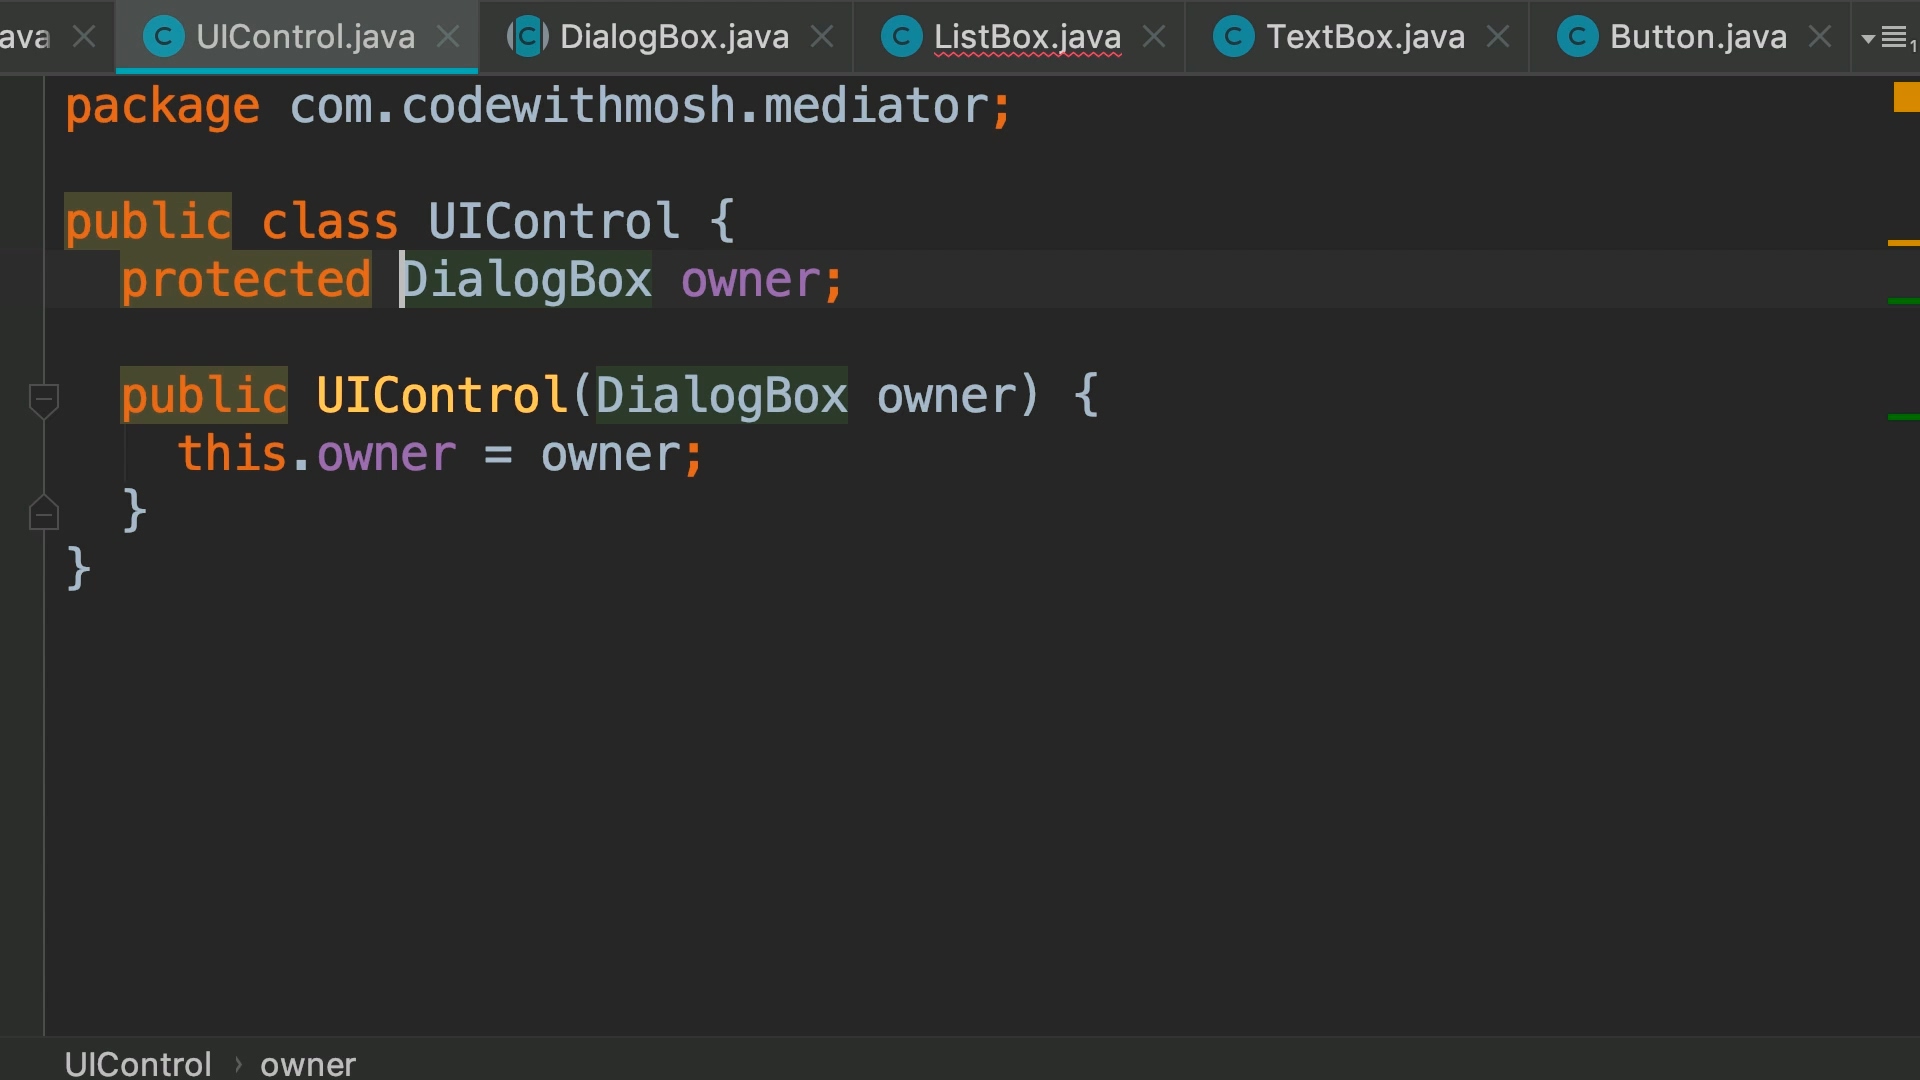 ava UIControl.java DialogBox.java ListBox.java TextBox.java Button.java 1
package com.codewithmosh.mediator;
public class UIControl {
protected DialogBox owner;
public UIControl(DialogBox owner) {
this.owner = owner;
}
}
UIControl › owner